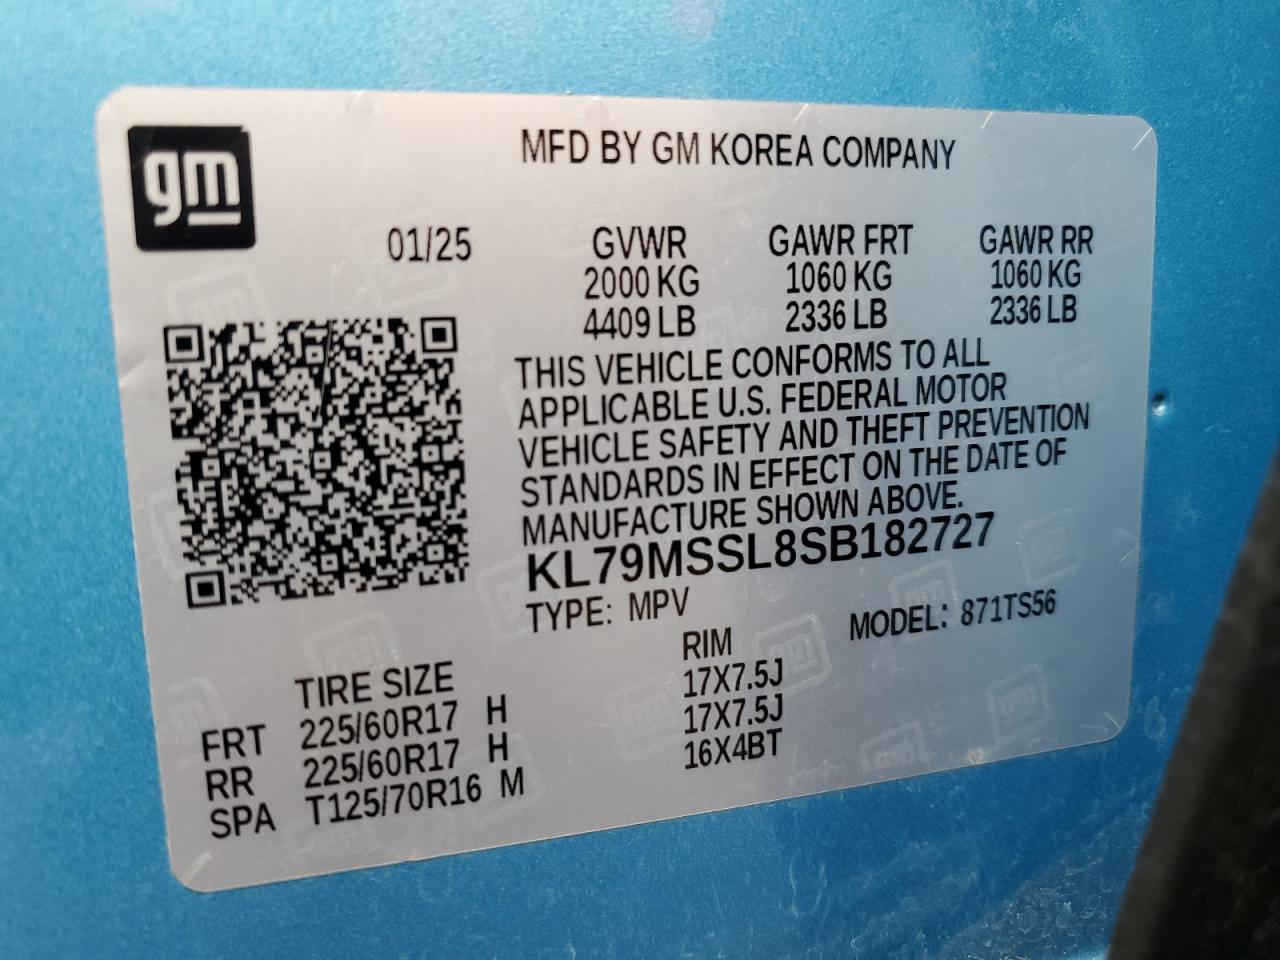 gm
MFD BY GM KOREA COMPANY
01/25 GVWR GAWR FRT GAWR RR
2000 KG 1060 KG 1060 KG
4409 LB 2336 LB 2336 LB
THIS VEHICLE CONFORMS TO ALL
APPLICABLE U.S. FEDERAL MOTOR
VEHICLE SAFETY AND THEFT PREVENTION
STANDARDS IN EFFECT ON THE DATE OF
MANUFACTURE SHOWN ABOVE.
KL79MSSL8SB182727
TYPE: MPV MODEL: 871TS56
TIRE SIZE RIM
FRT 225/60R17 H 17X7.5J
RR 225/60R17 H 17X7.5J
SPA T125/70R16 M 16X4BT